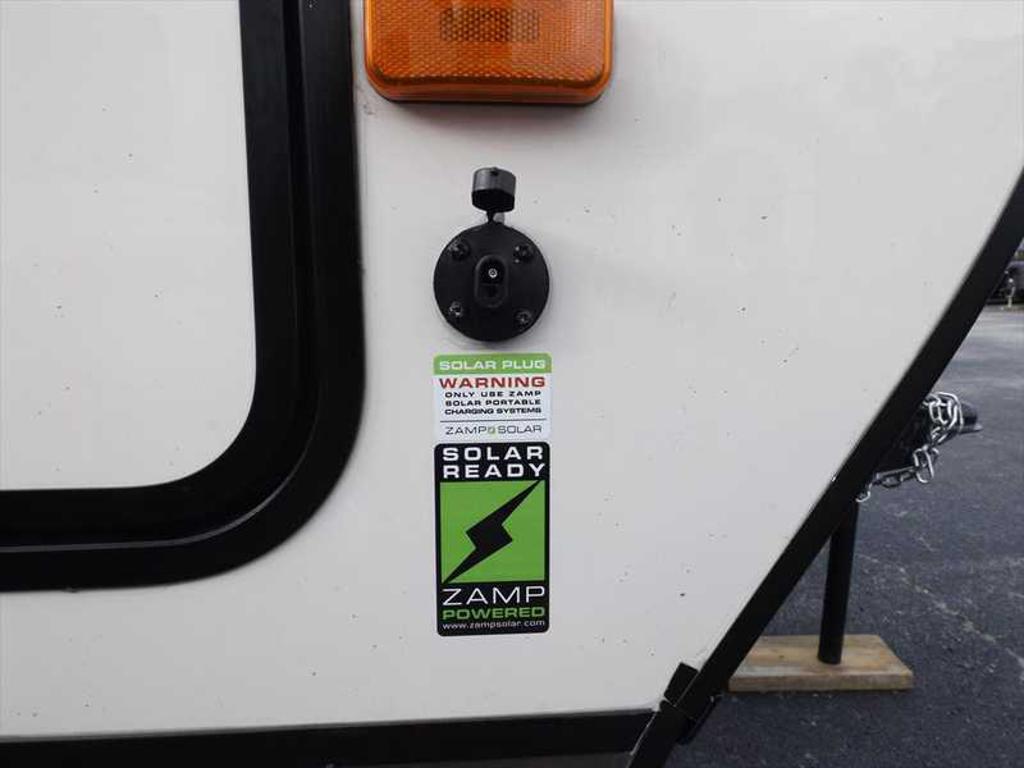 SOLAR PLUG
WARNING
ONLY USE ZAMP
SOLAR PORTABLE
CHARGING SYSTEMS
ZAMP SOLAR
SOLAR
READY
ZAMP
POWERED
www.zampsolar.com